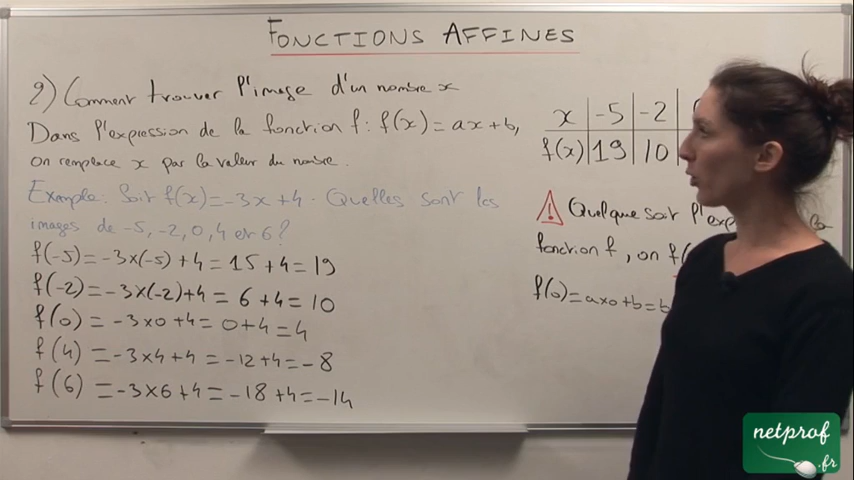 FONCTIONS AFFINES
2) Comment trouver l'image d'un nombre x
Dans l'expression de la fonction f : f(x) = ax + b,
on remplace x par la valeur du nombre.
Exemple: Soit f(x) = -3x + 4. Quelles sont les
images de -5, -2, 0, 4 et 6?
f(-5) = -3×(-5) + 4 = 15 + 4 = 19
f(-2) = -3×(-2) + 4 = 6 + 4 = 10
f(0) = -3×0 + 4 = 0 + 4 = 4
f(4) = -3×4 + 4 = -12 + 4 = -8
f(6) = -3×6 + 4 = -18 + 4 = -14
x | -5 | -2
f(x) | 19 | 10
! Quelque soit l'exp
fonction f, on f(
f(0) = a×0 + b = b
netprof
.fr